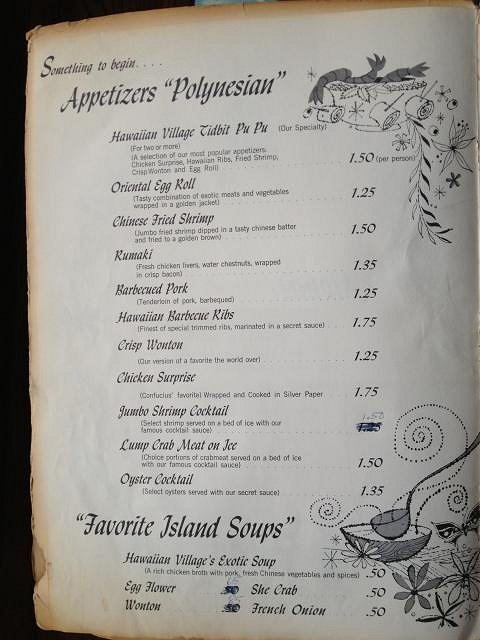 Something to begin. . . .
Appetizers "Polynesian"
Hawaiian Village Tidbit Pu Pu (Our Specialty)
(For two or more)
(A selection of our most popular appetizers:
Chicken Surprise, Hawaiian Ribs, Fried Shrimp,
Crisp Wonton and Egg Roll) 1.50 (per person)
Oriental Egg Roll
(Tasty combination of exotic meats and vegetables
wrapped in a golden jacket) 1.25
Chinese Fried Shrimp
(Jumbo fried shrimp dipped in a tasty chinese batter
and fried to a golden brown) 1.50
Rumaki
(Fresh chicken livers, water chestnuts, wrapped
in crisp bacon) 1.35
Barbecued Pork
(Tenderloin of pork, barbequed) 1.25
Hawaiian Barbecue Ribs
(Finest of special trimmed ribs, marinated in a secret sauce) 1.75
Crisp Wonton
(Our version of a favorite the world over) 1.25
Chicken Surprise
(Confucius' favorite) Wrapped and Cooked in Silver Paper 1.75
Jumbo Shrimp Cocktail
1.50
(Select shrimp served on a bed of ice with our
famous cocktail sauce)
Lump Crab Meat on Ice
(Choice portions of crabmeat served on a bed of ice
with our famous cocktail sauce) 1.50
Oyster Cocktail
(Select oysters served with our secret sauce) 1.35
"Favorite Island Soups"
Hawaiian Village's Exotic Soup
(A rich chicken broth with pork, fresh Chinese vegetables and spices) .50
Egg Flower She Crab .50
Wonton French Onion .50